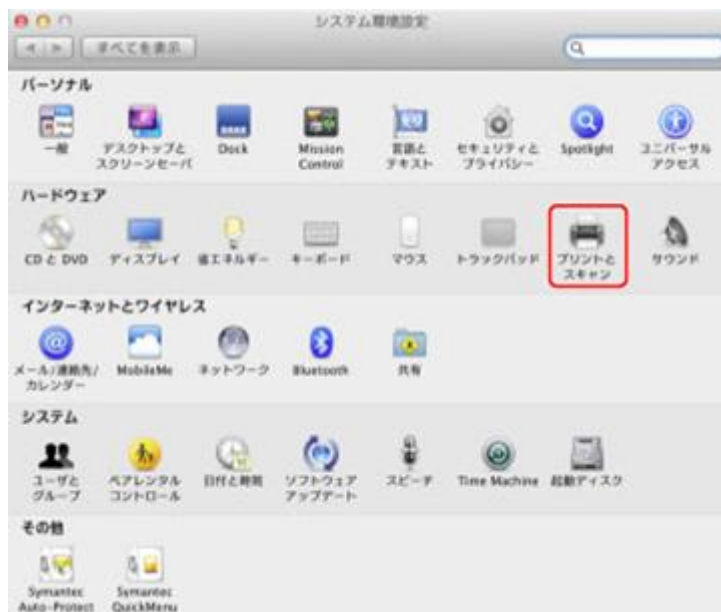 システム環境設定
すべてを表示
パーソナル
一般
デスクトップと
スクリーンセーバ
Dock
Mission
Control
言語と
テキスト
セキュリティと
プライバシー
Spotlight
ユニバーサル
アクセス
ハードウェア
CD と DVD
ディスプレイ
省エネルギー
キーボード
マウス
トラックパッド
プリントと
スキャン
サウンド
インターネットとワイヤレス
メール/連絡先/
カレンダー
MobileMe
ネットワーク
Bluetooth
共有
システム
ユーザと
グループ
ペアレンタル
コントロール
日付と時刻
ソフトウェア
アップデート
スピーチ
Time Machine
起動ディスク
その他
Symantec
Auto-Protect
Symantec
QuickMenu